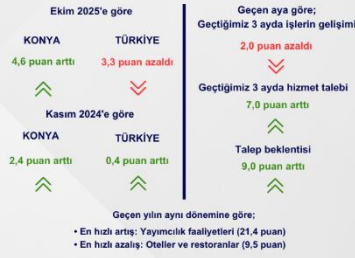 Ekim 2025'e göre
KONYA TÜRKİYE
4,6 puan arttı 3,3 puan azaldı
Kasım 2024'e göre
KONYA TÜRKİYE
2,4 puan arttı 0,4 puan arttı
Geçen aya göre;
Geçtiğimiz 3 ayda işlerin gelişimi
2,0 puan azaldı
Geçtiğimiz 3 ayda hizmet talebi
7,0 puan arttı
Talep beklentisi
9,0 puan arttı
Geçen yılın aynı dönemine göre;
• En hızlı artış: Yayımcılık faaliyetleri (21,4 puan)
• En hızlı azalış: Oteller ve restoranlar (9,5 puan)